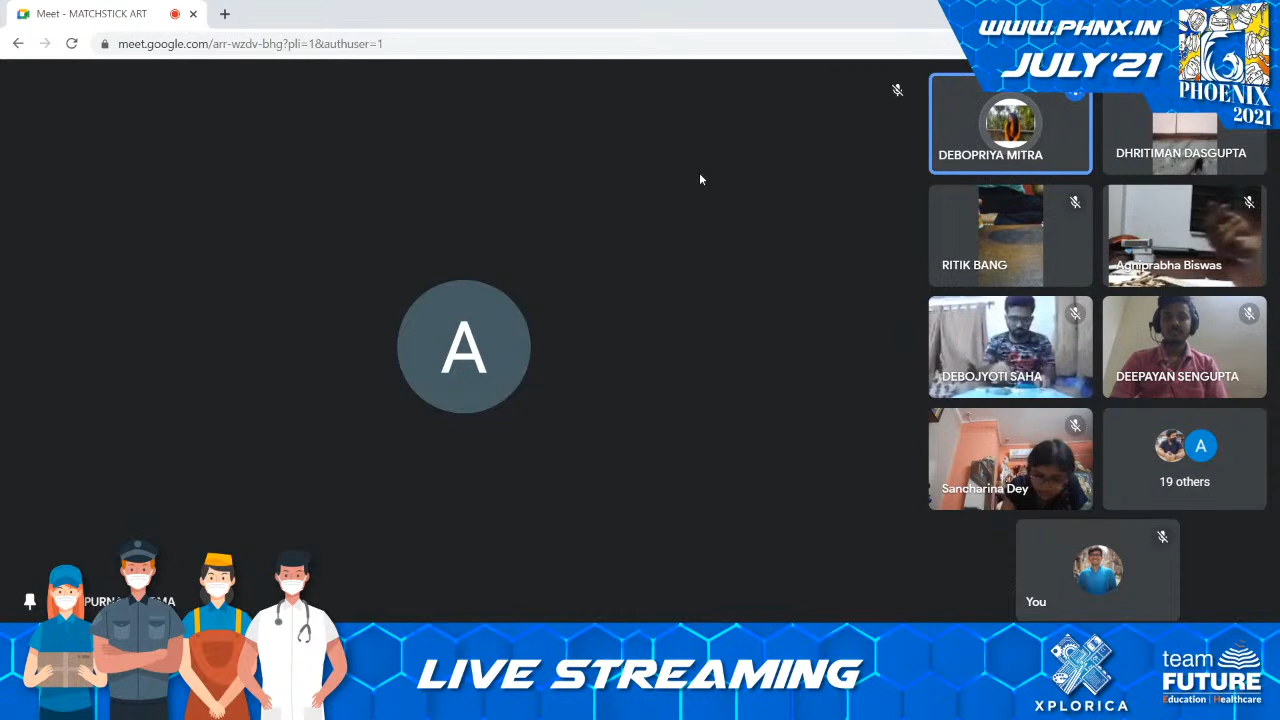 Meet - MATCHSTICK ART
meet.google.com/arr-wzdv-bhg?pli=1&authuser=1
WWW.PHNX.IN
JULY'21
PHOENIX
2021
DEBOPRIYA MITRA
DHRITIMAN DASGUPTA
RITIK BANG
Agniprabha Biswas
DEBOJYOTI SAHA
DEEPAYAN SENGUPTA
Sancharina Dey
A
19 others
A
You
LIVE STREAMING
XPLORICA
team
FUTURE
Education | Healthcare